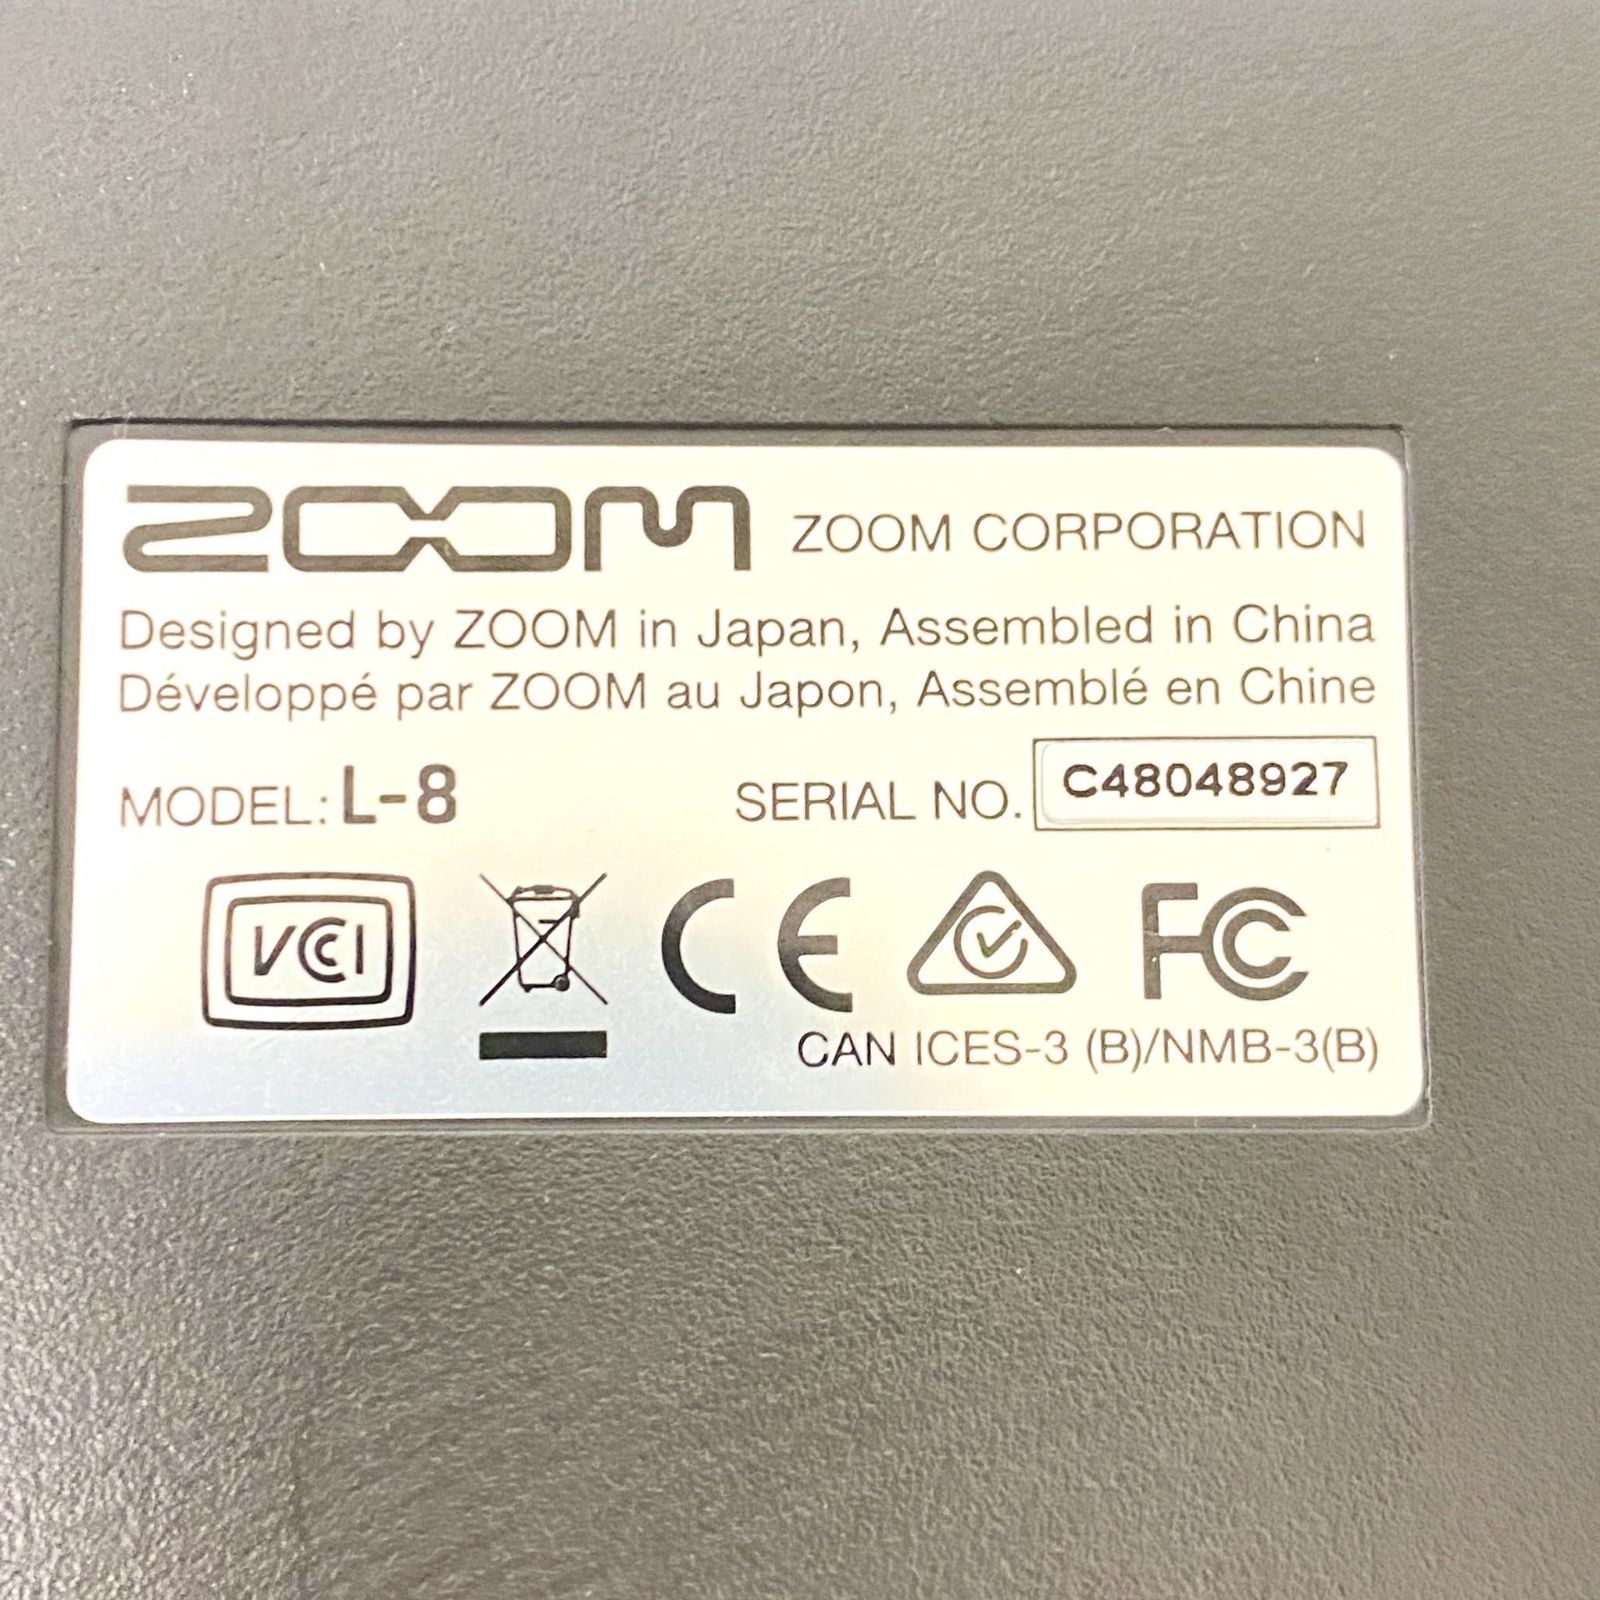 ZOOM ZOOM CORPORATION
Designed by ZOOM in Japan, Assembled in China
Développé par ZOOM au Japon, Assemblé en Chine
MODEL: L-8 SERIAL NO. C48048927
VCCI CE FC
CAN ICES-3 (B)/NMB-3(B)